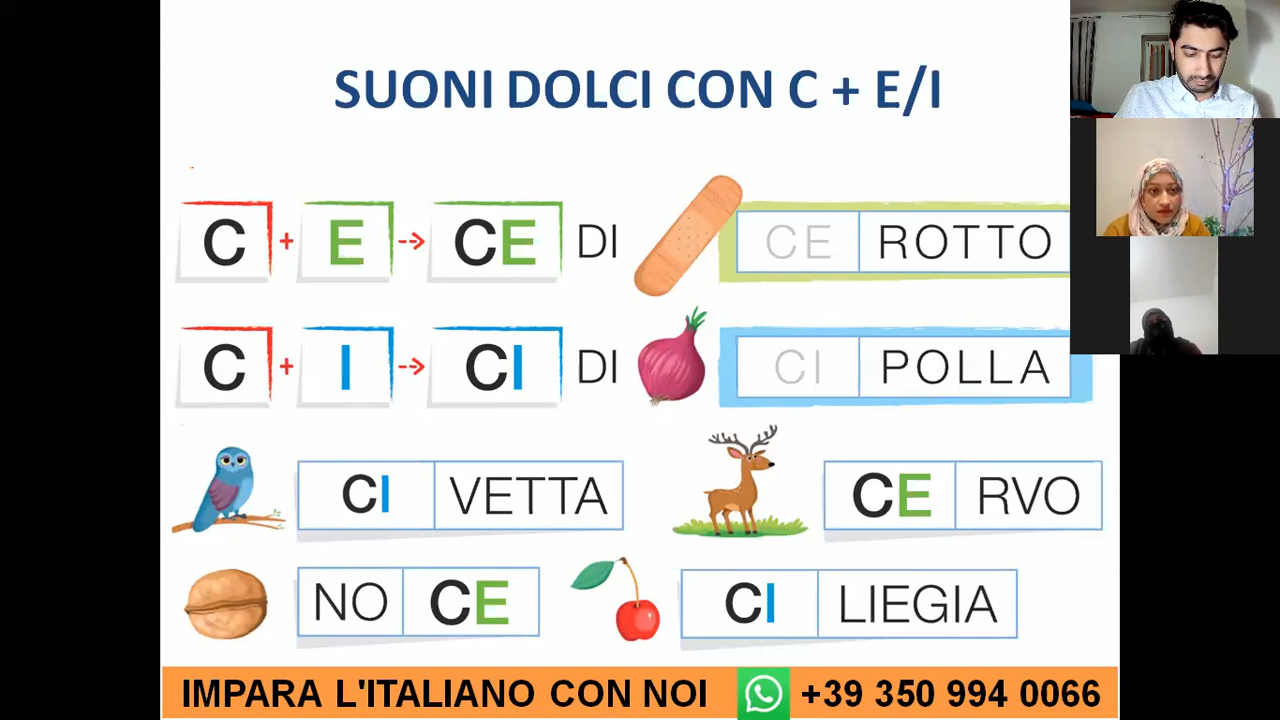 SUONI DOLCI CON C + E/I
C + E --> CE DI CE ROTTO
C + I --> CI DI CI POLLA
CI VETTA CE RVO
NO CE CI LIEGIA
IMPARA L'ITALIANO CON NOI +39 350 994 0066